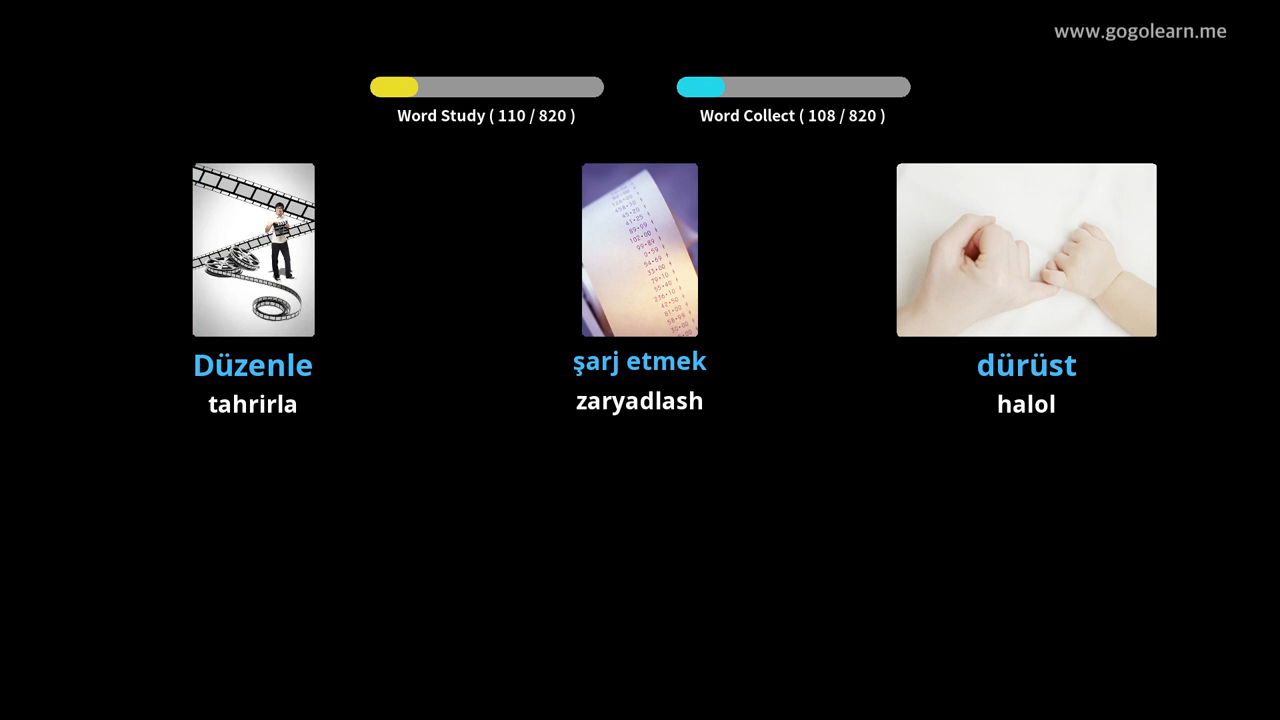 www.gogolearn.me
Word Study ( 110 / 820 )
Word Collect ( 108 / 820 )
Düzenle
tahrirla
şarj etmek
zaryadlash
dürüst
halol